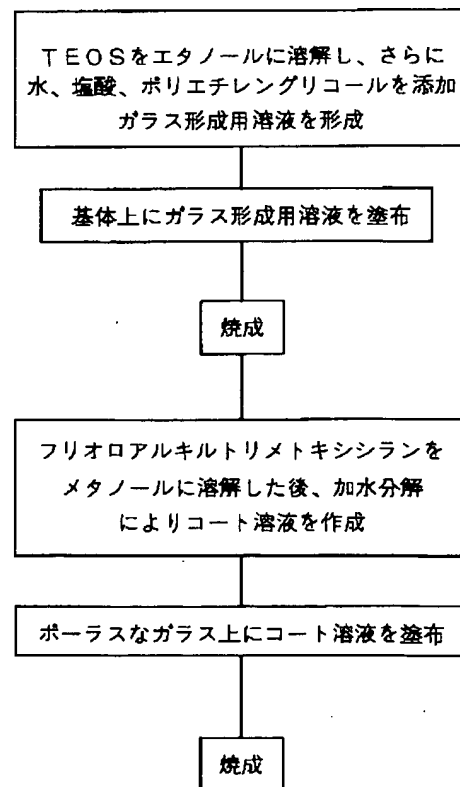 ＴＥＯＳをエタノールに溶解し、さらに
水、塩酸、ポリエチレングリコールを添加
ガラス形成用溶液を形成
基体上にガラス形成用溶液を塗布
焼成
フリオロアルキルトリメトキシシランを
メタノールに溶解した後、加水分解
によりコート溶液を作成
ポーラスなガラス上にコート溶液を塗布
焼成